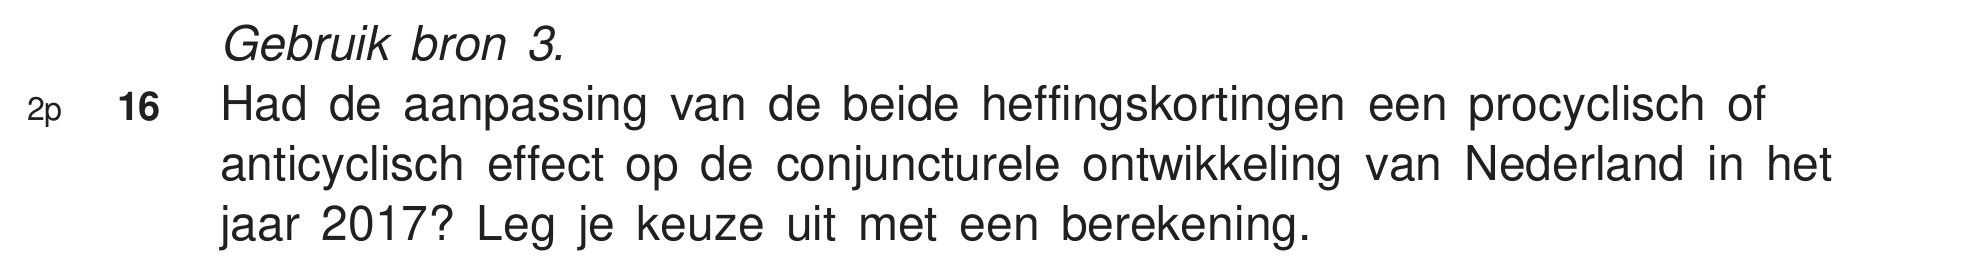 Gebruik bron 3.
2p 16 Had de aanpassing van de beide heffingskortingen een procyclisch of
anticyclisch effect op de conjuncturele ontwikkeling van Nederland in het
jaar 2017? Leg je keuze uit met een berekening.